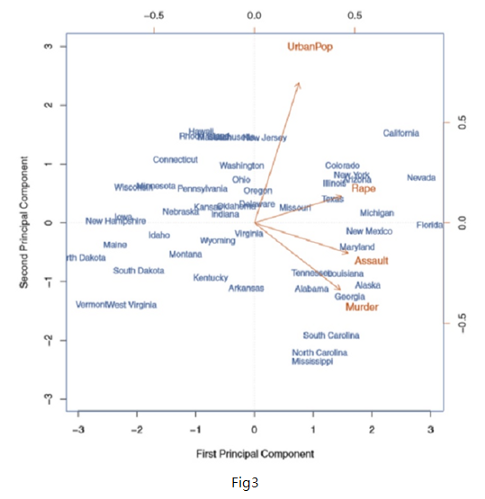 −0.5 0.0 0.5
UrbanPop
3
2
1
0
−1
−2
−3
0.5
0.0
−0.5
Second Principal Component
Hawaii
California
New Jersey
Connecticut
Washington
Colorado
Ohio
New York
Arizona
Nevada
Wisconsin
Minnesota
Pennsylvania
Oregon
Illinois
Rape
Texas
Delaware
Oklahoma
Kansas
Missouri
Nebraska
Indiana
Michigan
Iowa
New Hampshire
Florida
Idaho
Virginia
New Mexico
Wyoming
Maine
Maryland
Montana
rth Dakota
Assault
South Dakota
Kentucky
Tennessee
Louisiana
Arkansas
Alabama
Alaska
Georgia
Vermont
West Virginia
Murder
South Carolina
North Carolina
Mississippi
−3 −2 −1 0 1 2 3
First Principal Component
Fig3